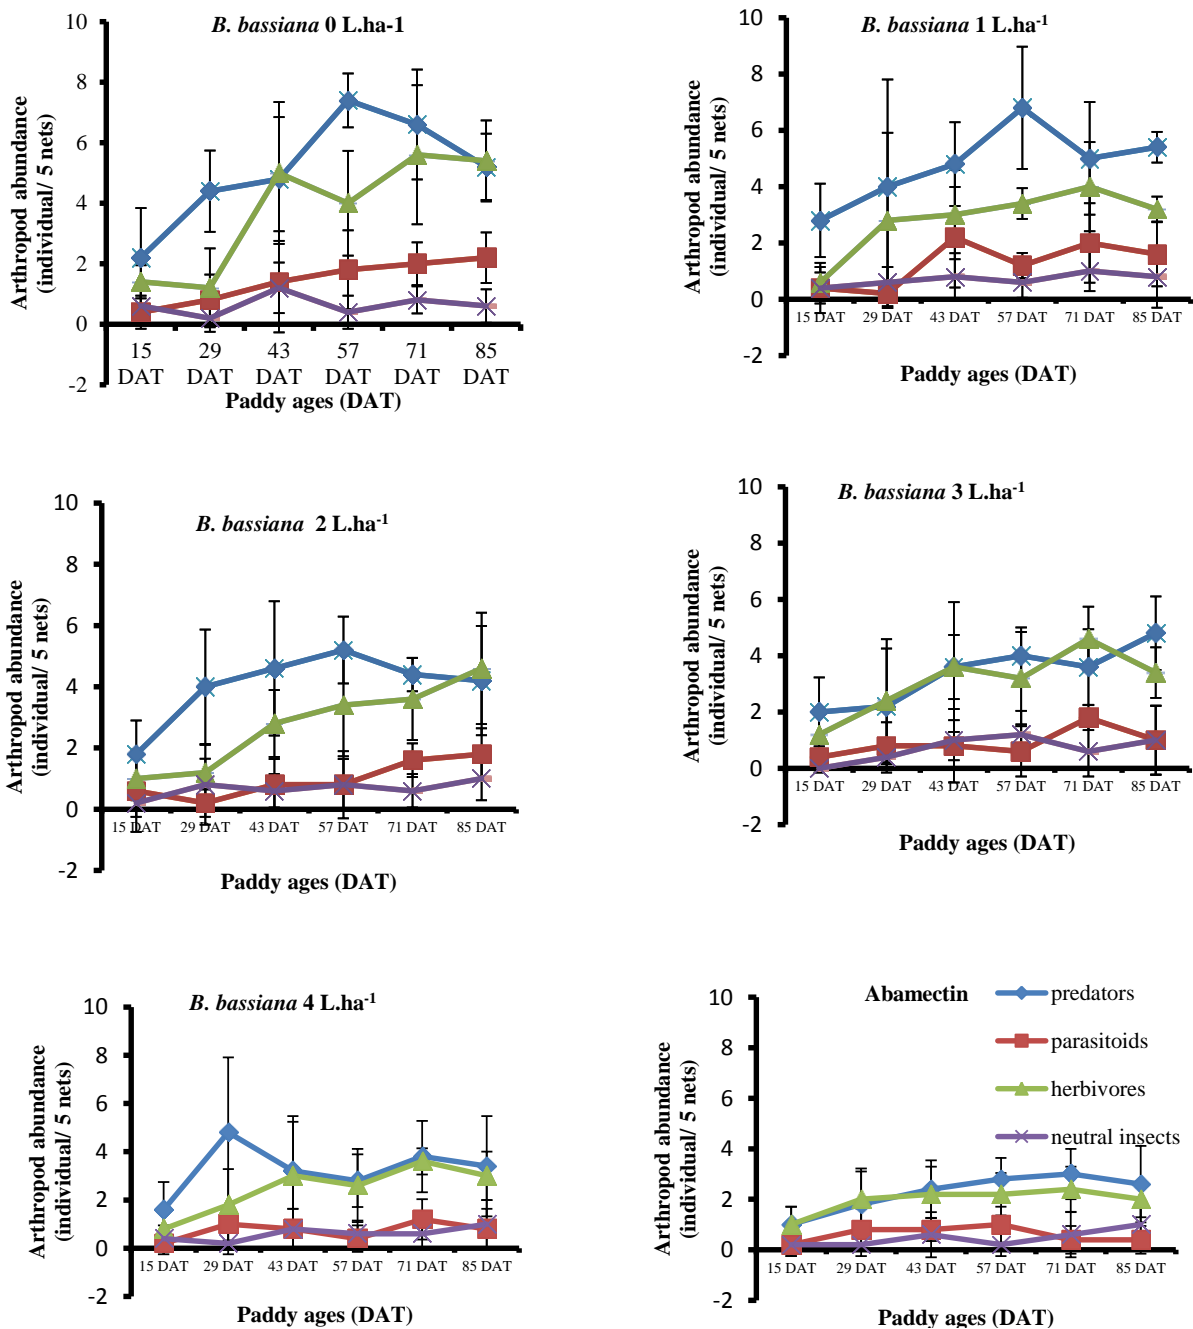 B. bassiana 0 L.ha-1
Arthropod abundance
(individual/ 5 nets)
10
8
6
4
2
0
-2
15 DAT
29 DAT
43 DAT
57 DAT
71 DAT
85 DAT
Paddy ages (DAT)
B. bassiana 1 L.ha-1
Arthropod abundance
(individual/ 5 nets)
10
8
6
4
2
0
-2
15 DAT
29 DAT
43 DAT
57 DAT
71 DAT
85 DAT
Paddy ages (DAT)
B. bassiana 2 L.ha-1
Arthropod abundance
(individual/ 5 nets)
10
8
6
4
2
0
-2
15 DAT
29 DAT
43 DAT
57 DAT
71 DAT
85 DAT
Paddy ages (DAT)
B. bassiana 3 L.ha-1
Arthropod abundance
(individual/ 5 nets)
10
8
6
4
2
0
-2
15 DAT
29 DAT
43 DAT
57 DAT
71 DAT
85 DAT
Paddy ages (DAT)
B. bassiana 4 L.ha-1
Arthropod abundance
(individual/ 5 nets)
10
8
6
4
2
0
-2
15 DAT
29 DAT
43 DAT
57 DAT
71 DAT
85 DAT
Paddy ages (DAT)
Abamectin
predators
parasitoids
herbivores
neutral insects
Arthropod abundance
(individual/ 5 nets)
10
8
6
4
2
0
-2
15 DAT
29 DAT
43 DAT
57 DAT
71 DAT
85 DAT
Paddy ages (DAT)